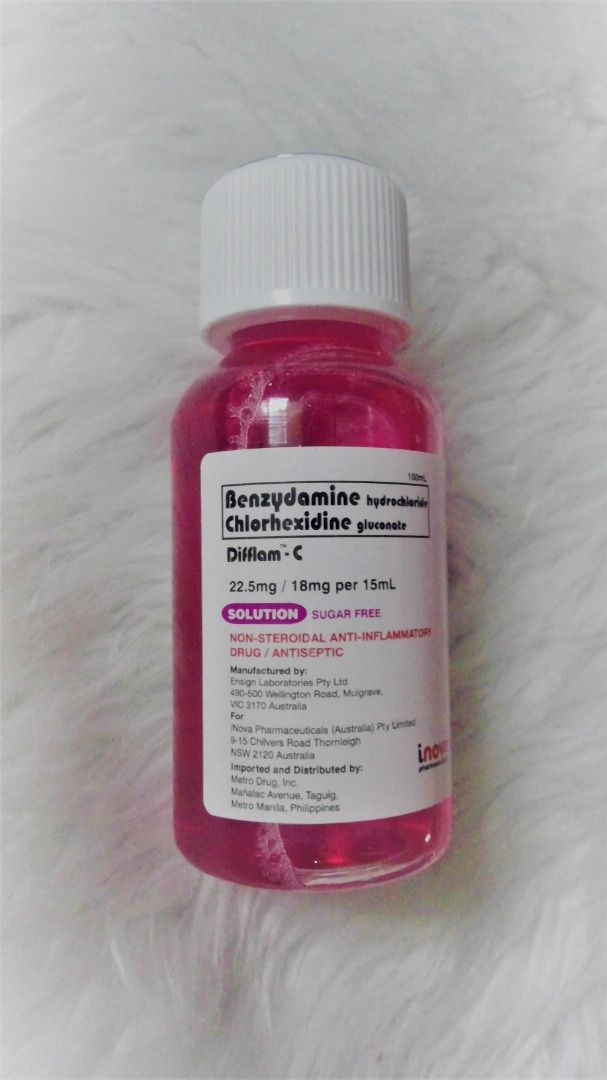 100mL
Benzydamine hydrochloride
Chlorhexidine gluconate
Difflam™- C
22.5mg / 18mg per 15mL
SOLUTION SUGAR FREE
NON-STEROIDAL ANTI-INFLAMMATORY
DRUG / ANTISEPTIC
Manufactured by:
Ensign Laboratories Pty Ltd
490-500 Wellington Road, Mulgrave,
VIC 3170 Australia
For
iNova Pharmaceuticals (Australia) Pty Limited
9-15 Chilvers Road Thornleigh
NSW 2120 Australia
Imported and Distributed by:
Metro Drug, Inc.
Mañalac Avenue, Taguig,
Metro Manila, Philippines